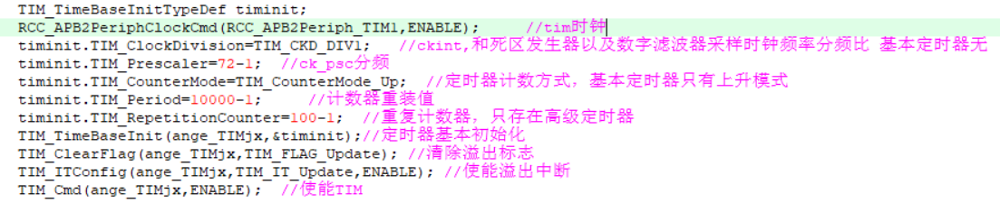 TIM_TimeBaseInitTypeDef timinit;
RCC_APB2PeriphClockCmd(RCC_APB2Periph_TIM1,ENABLE);     //tim时钟
timinit.TIM_ClockDivision=TIM_CKD_DIV1;   //ckint,和死区发生器以及数字滤波器采样时钟频率分频比 基本定时器无
timinit.TIM_Prescaler=72-1;  //ck_psc分频
timinit.TIM_CounterMode=TIM_CounterMode_Up;  //定时器计数方式，基本定时器只有上升模式
timinit.TIM_Period=10000-1;     //计数器重装值
timinit.TIM_RepetitionCounter=100-1;  //重复计数器，只存在高级定时器
TIM_TimeBaseInit(ange_TIMjx,&timinit);//定时器基本初始化
TIM_ClearFlag(ange_TIMjx,TIM_FLAG_Update); //清除溢出标志
TIM_ITConfig(ange_TIMjx,TIM_IT_Update,ENABLE); //使能溢出中断
TIM_Cmd(ange_TIMjx,ENABLE);  //使能TIM